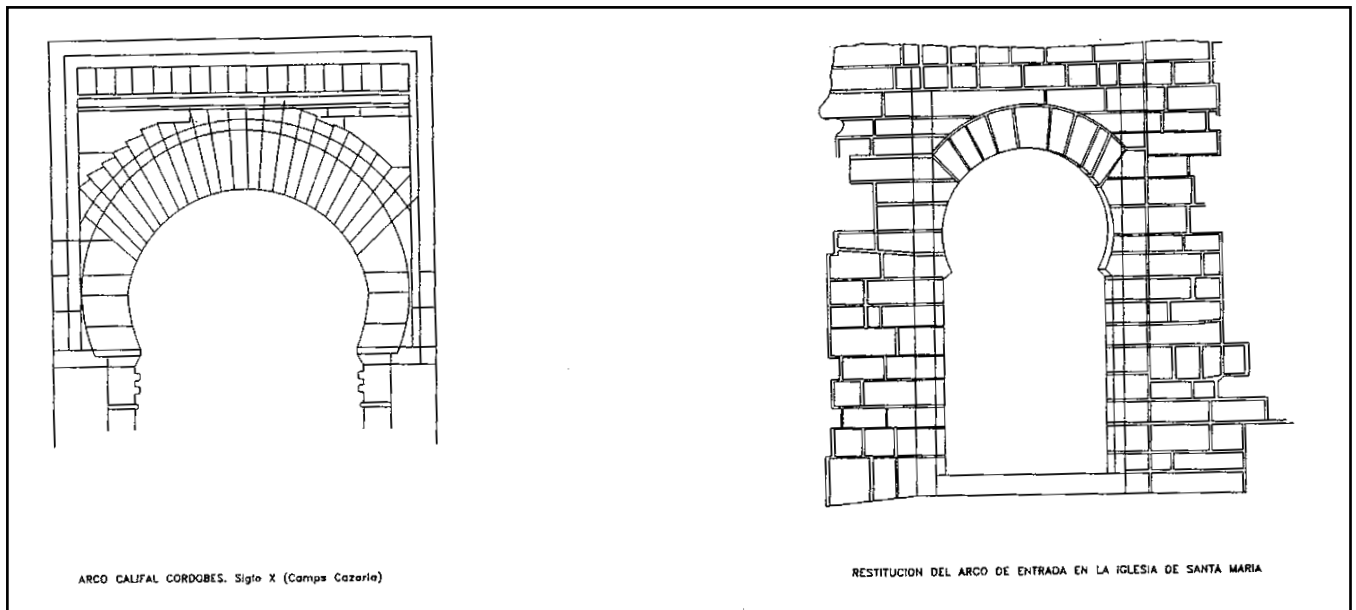 ARCO CALIFAL CORDOBES. Siglo X (Camps Cazorla)
RESTITUCION DEL ARCO DE ENTRADA EN LA IGLESIA DE SANTA MARIA